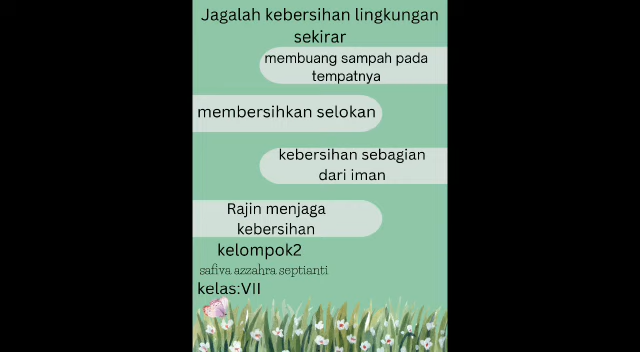 Jagalah kebersihan lingkungan
sekirar
membuang sampah pada
tempatnya
membersihkan selokan
kebersihan sebagian
dari iman
Rajin menjaga
kebersihan
kelompok2
safiva azzahra septianti
kelas:VII